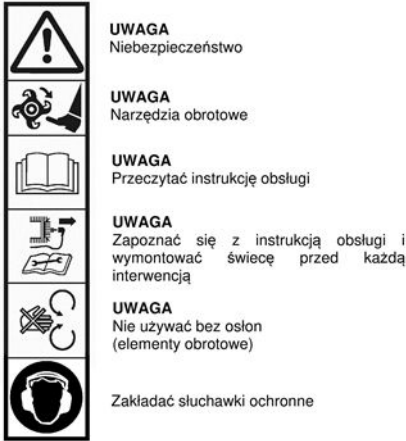 UWAGA
Niebezpieczeństwo
UWAGA
Narzędzia obrotowe
UWAGA
Przeczytać instrukcję obsługi
UWAGA
Zapoznać się z instrukcją obsługi i
wymontować świecę przed każdą
interwencją
UWAGA
Nie używać bez osłon
(elementy obrotowe)
Zakładać słuchawki ochronne